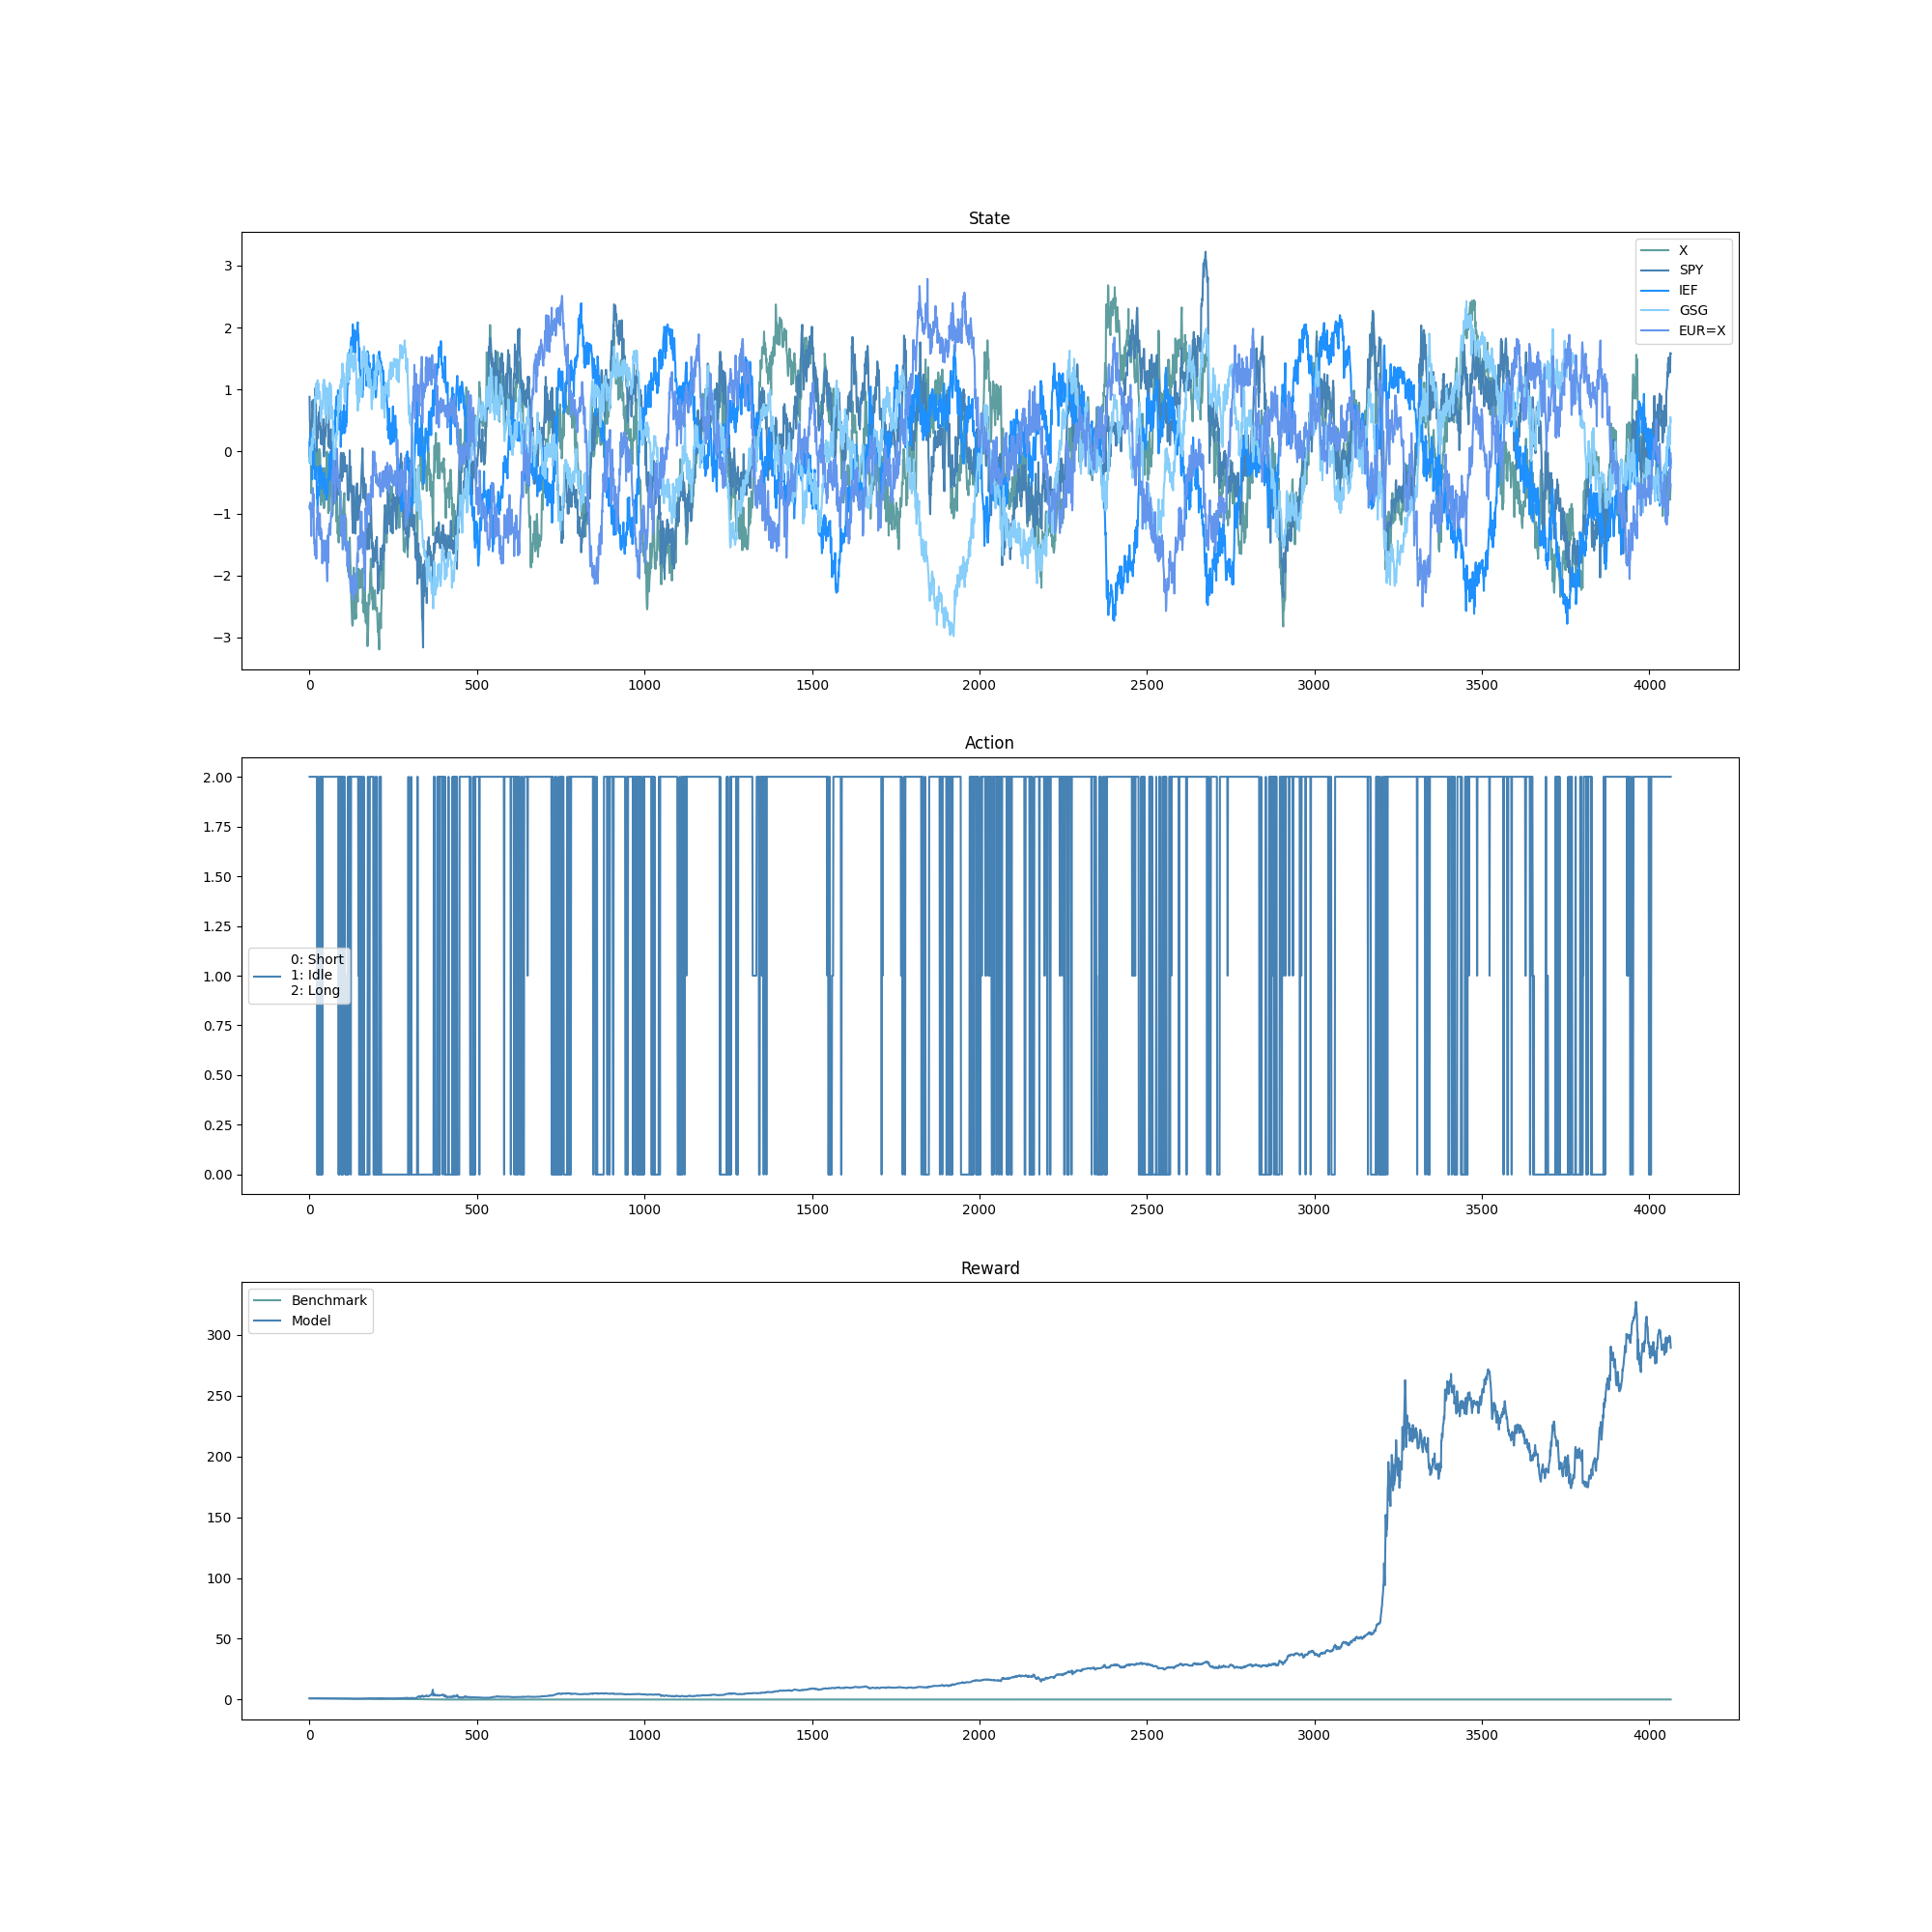 State
3
2
1
0
−1
−2
−3
X
SPY
IEF
GSG
EUR=X
0 500 1000 1500 2000 2500 3000 3500 4000
Action
2.00
1.75
1.50
1.25
1.00
0.75
0.50
0.25
0.00
0: Short
1: Idle
2: Long
0 500 1000 1500 2000 2500 3000 3500 4000
Reward
Benchmark
Model
300
250
200
150
100
50
0
0 500 1000 1500 2000 2500 3000 3500 4000